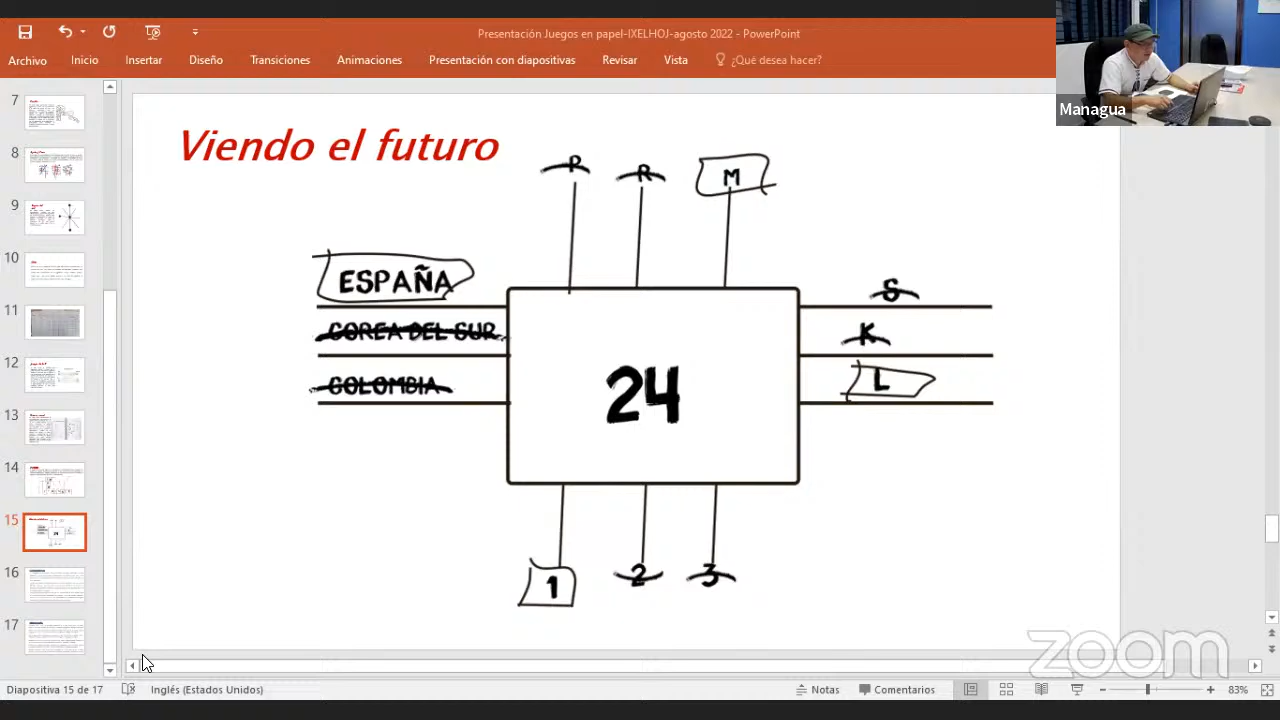 Presentación Juegos en papel-IXELHOJ-agosto 2022 - PowerPoint
Archivo Inicio Insertar Diseño Transiciones Animaciones Presentación con diapositivas Revisar Vista ¿Qué desea hacer?
Managua
7
8
9
10
11
12
13
14
15
16
17
Viendo el futuro
P R M
ESPAÑA
COREA DEL SUR
COLOMBIA
S
K
L
24
1 2 3
zoom
Diapositiva 15 de 17 Inglés (Estados Unidos) Notas Comentarios 83%